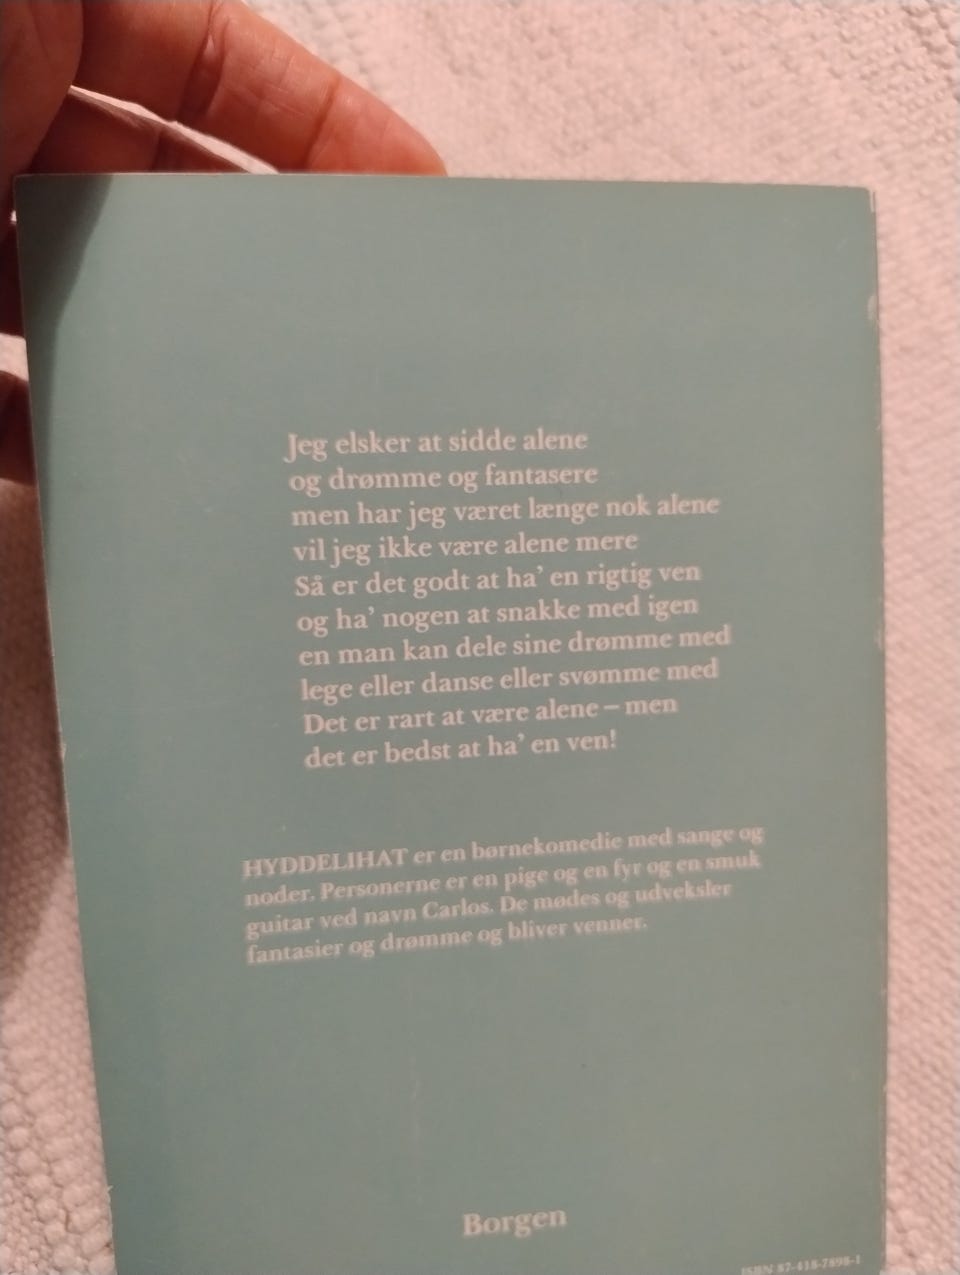 Jeg elsker at sidde alene
og drømme og fantasere
men har jeg været længe nok alene
vil jeg ikke være alene mere
Så er det godt at ha’ en rigtig ven
og ha’ nogen at snakke med igen
en man kan dele sine drømme med
lege eller danse eller svømme med
Det er rart at være alene – men
det er bedst at ha’ en ven!
HYDDELIHAT er en børnekomedie med sange og
noder. Personerne er en pige og en fyr og en smuk
guitar ved navn Carlos. De mødes og udveksler
fantasier og drømme og bliver venner.
Borgen
ISBN 87-418-7898-1